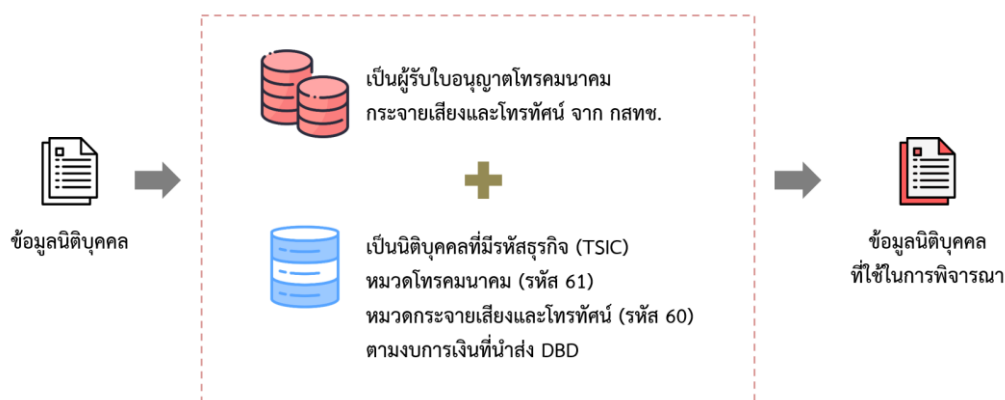 ข้อมูลนิติบุคคล
เป็นผู้รับใบอนุญาตโทรคมนาคม
กระจายเสียงและโทรทัศน์ จาก กสทช.
เป็นนิติบุคคลที่มีรหัสธุรกิจ (TSIC)
หมวดโทรคมนาคม (รหัส 61)
หมวดกระจายเสียงและโทรทัศน์ (รหัส 60)
ตามงบการเงินที่นำส่ง DBD
ข้อมูลนิติบุคคล
ที่ใช้ในการพิจารณา